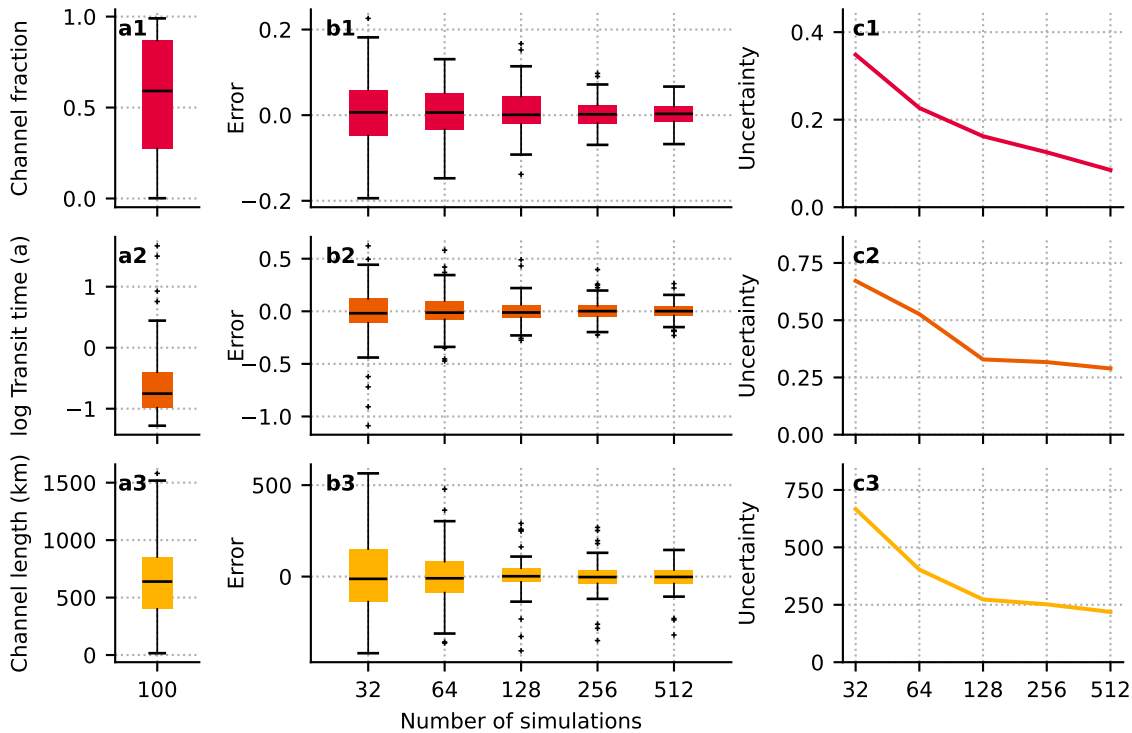 a1
b1
c1
Channel fraction
1.0
0.5
0.0
Error
0.2
0.0
−0.2
Uncertainty
0.4
0.2
0.0
a2
b2
c2
log Transit time (a)
1
0
−1
Error
0.5
0.0
−0.5
−1.0
Uncertainty
0.75
0.50
0.25
0.00
a3
b3
c3
Channel length (km)
1500
1000
500
0
Error
500
0
Uncertainty
750
500
250
0
100
32 64 128 256 512
32 64 128 256 512
Number of simulations